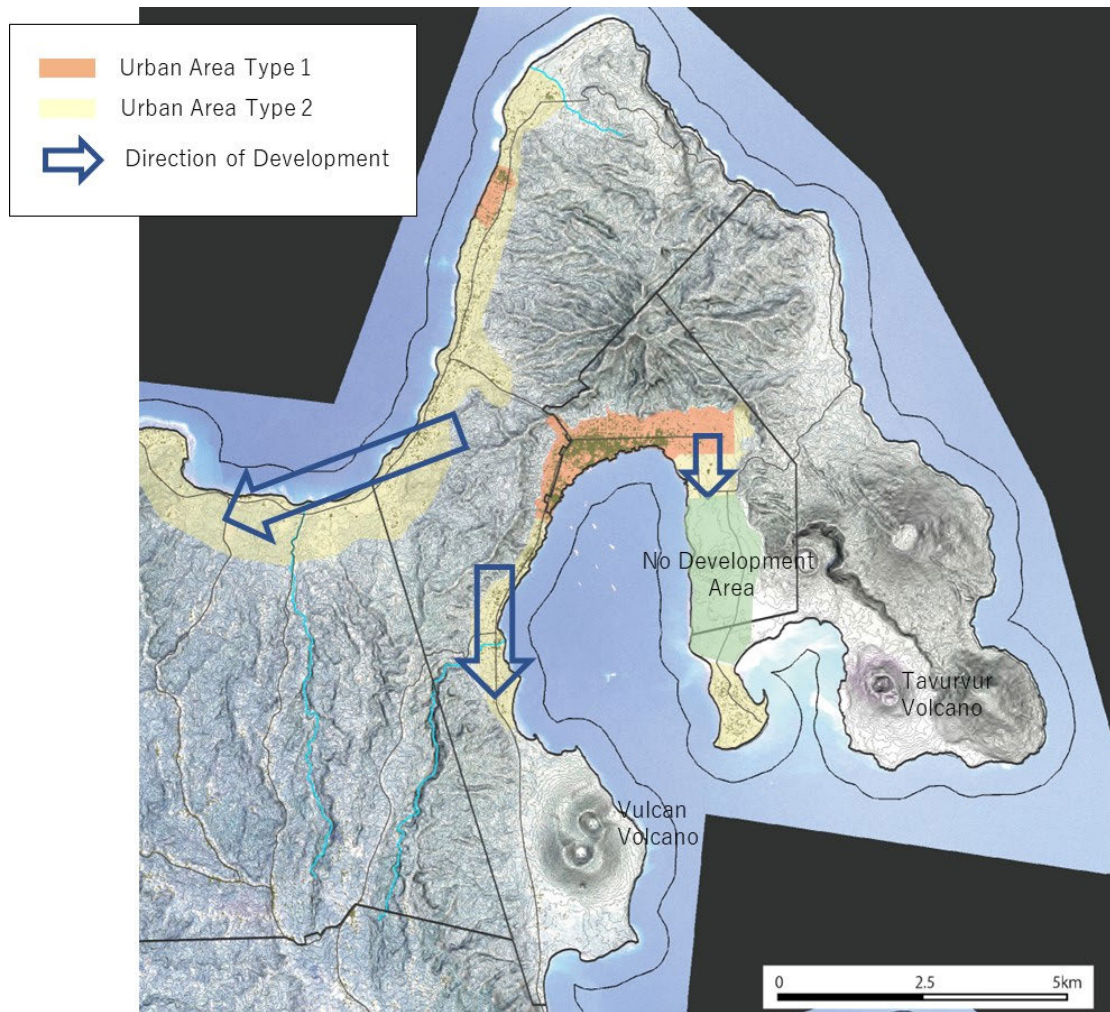 Urban Area Type 1
Urban Area Type 2
Direction of Development
No Development
Area
Tavurvur
Volcano
Vulcan
Volcano
0 2.5 5km